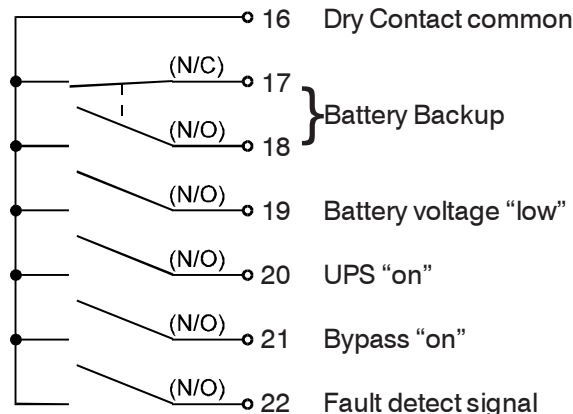 16 Dry Contact common
(N/C) 17
Battery Backup
(N/O) 18
(N/O) 19 Battery voltage “low”
(N/O) 20 UPS “on”
(N/O) 21 Bypass “on”
(N/O) 22 Fault detect signal